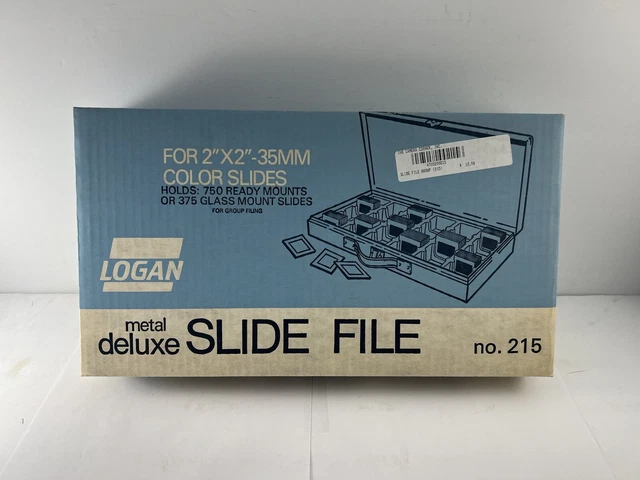 FOR 2"X2"-35MM
COLOR SLIDES
HOLDS: 750 READY MOUNTS
OR 375 GLASS MOUNT SLIDES
FOR GROUP FILING
LOGAN
metal
deluxe SLIDE FILE
no. 215